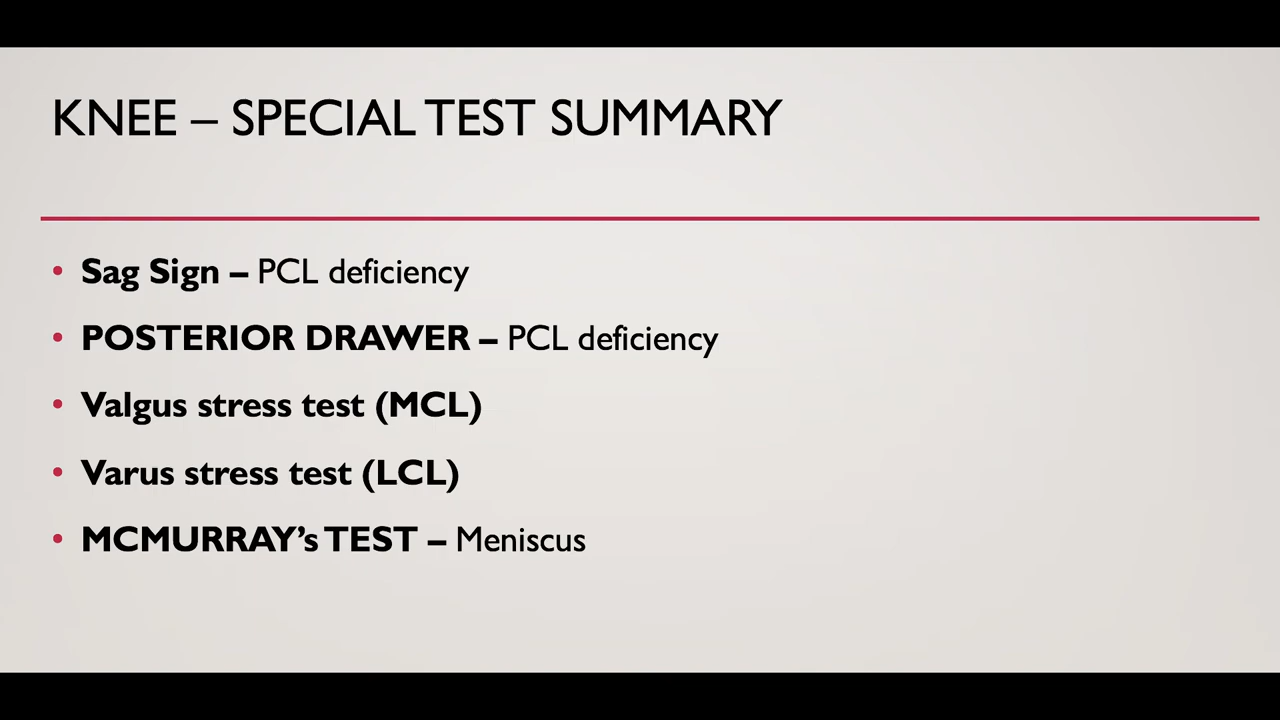 KNEE – SPECIAL TEST SUMMARY
• Sag Sign – PCL deficiency
• POSTERIOR DRAWER – PCL deficiency
• Valgus stress test (MCL)
• Varus stress test (LCL)
• MCMURRAY’s TEST – Meniscus